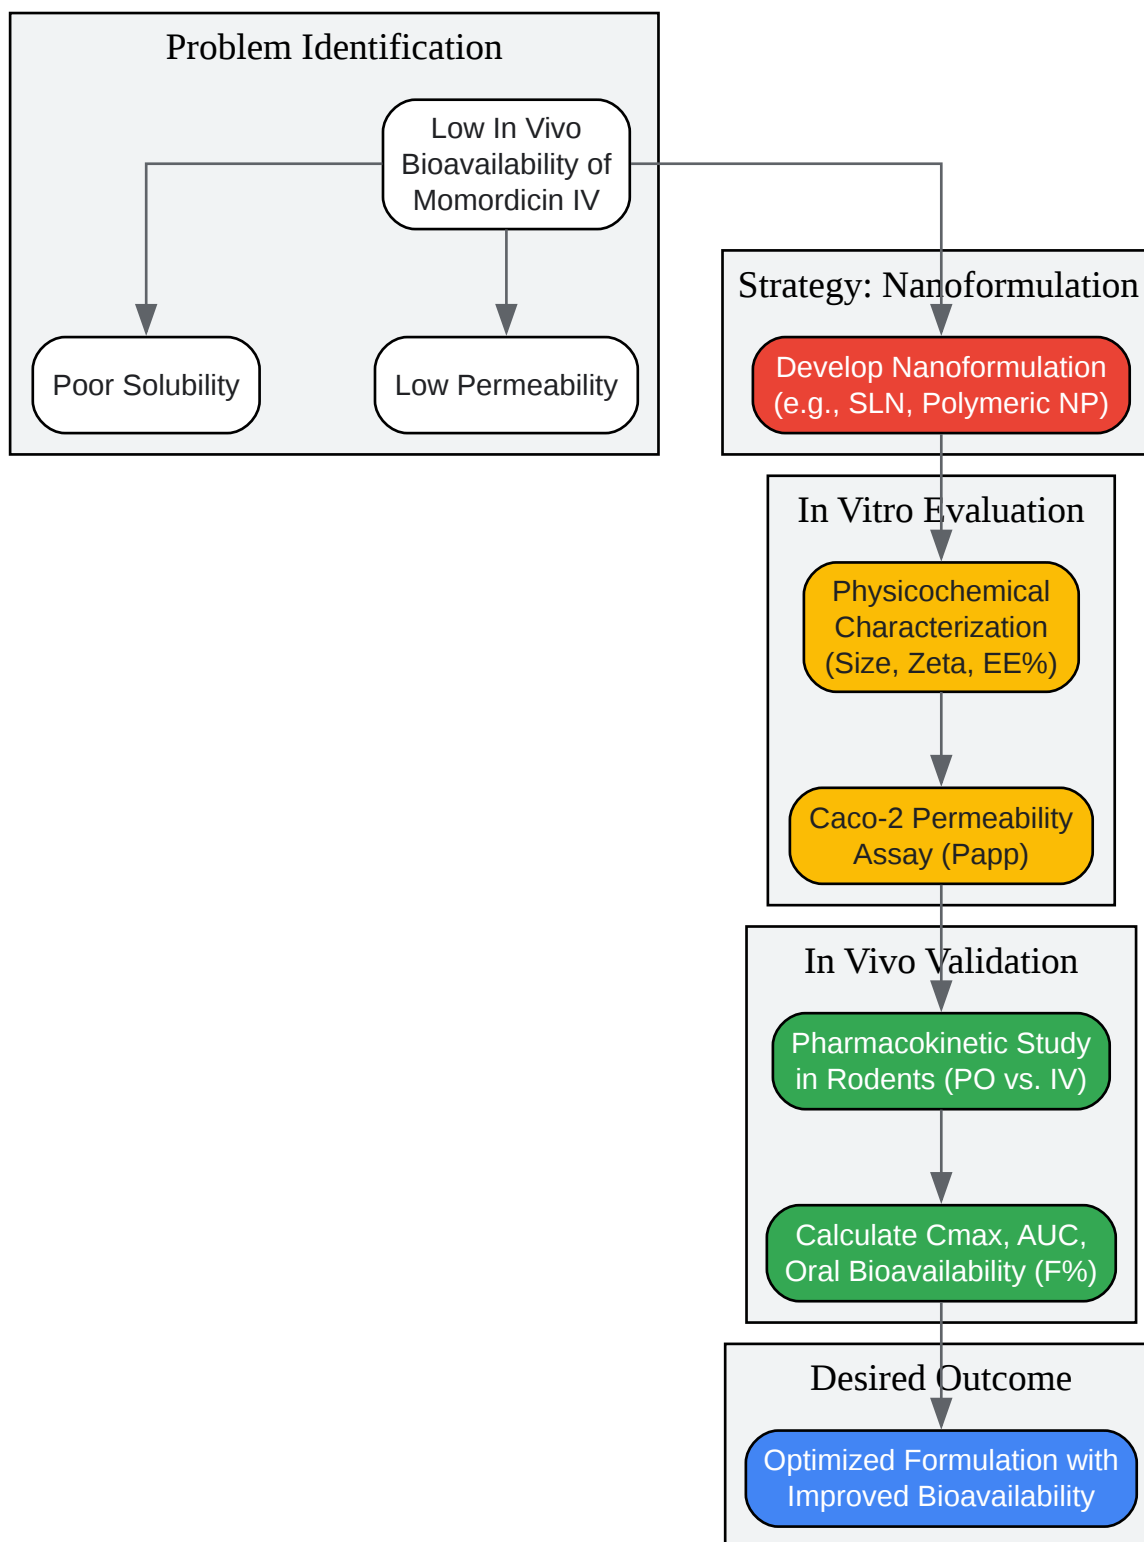 Problem Identification
Low In Vivo
Bioavailability of
Momordicin IV
Poor Solubility
Low Permeability
Strategy: Nanoformulation
Develop Nanoformulation
(e.g., SLN, Polymeric NP)
In Vitro Evaluation
Physicochemical
Characterization
(Size, Zeta, EE%)
Caco-2 Permeability
Assay (Papp)
In Vivo Validation
Pharmacokinetic Study
in Rodents (PO vs. IV)
Calculate Cmax, AUC,
Oral Bioavailability (F%)
Desired Outcome
Optimized Formulation with
Improved Bioavailability